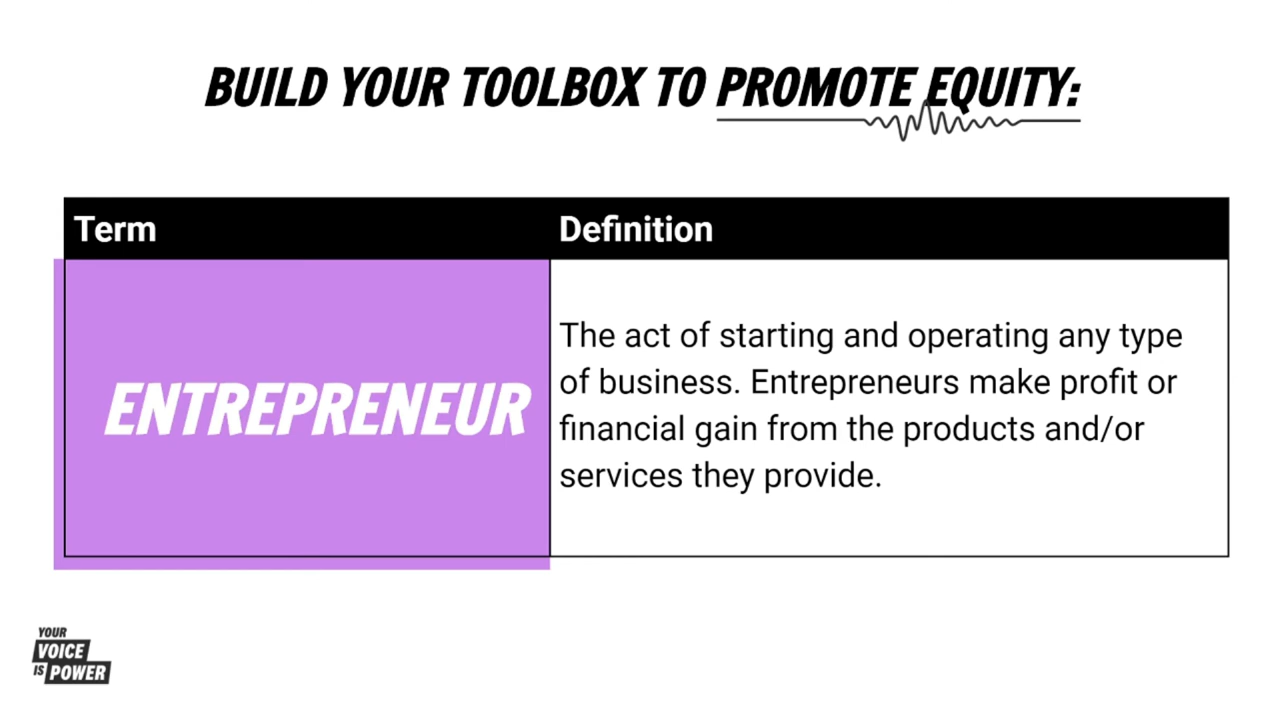 BUILD YOUR TOOLBOX TO PROMOTE EQUITY:
Term
Definition
ENTREPRENEUR
The act of starting and operating any type
of business. Entrepreneurs make profit or
financial gain from the products and/or
services they provide.
YOUR
VOICE
IS POWER